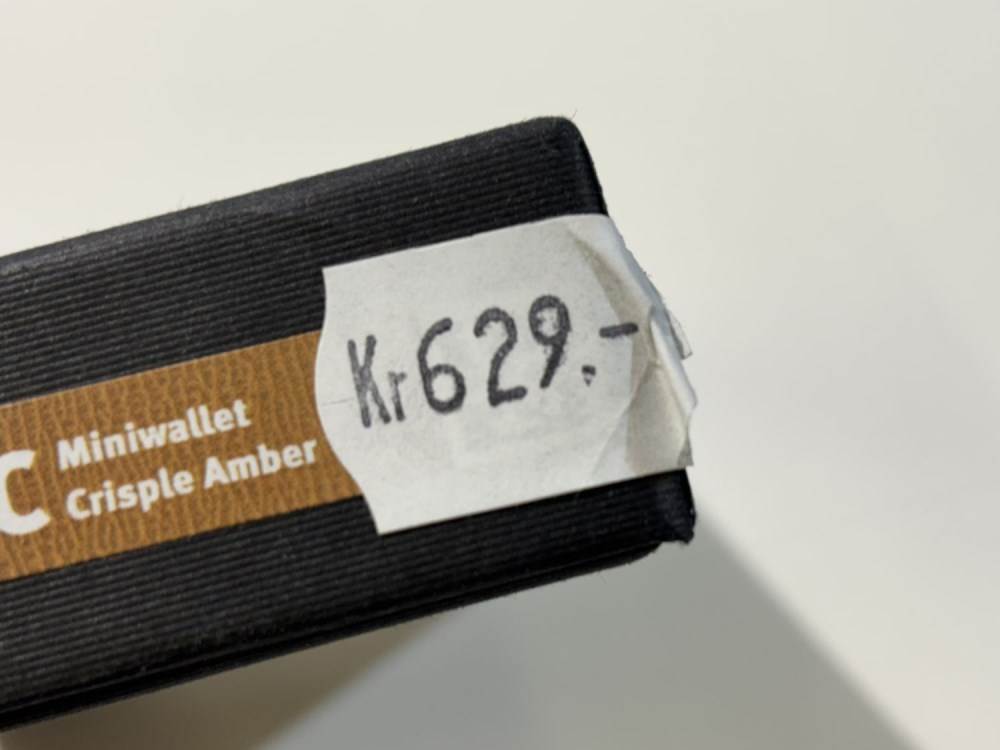 C
Miniwallet
Crisple Amber
Kr629.-